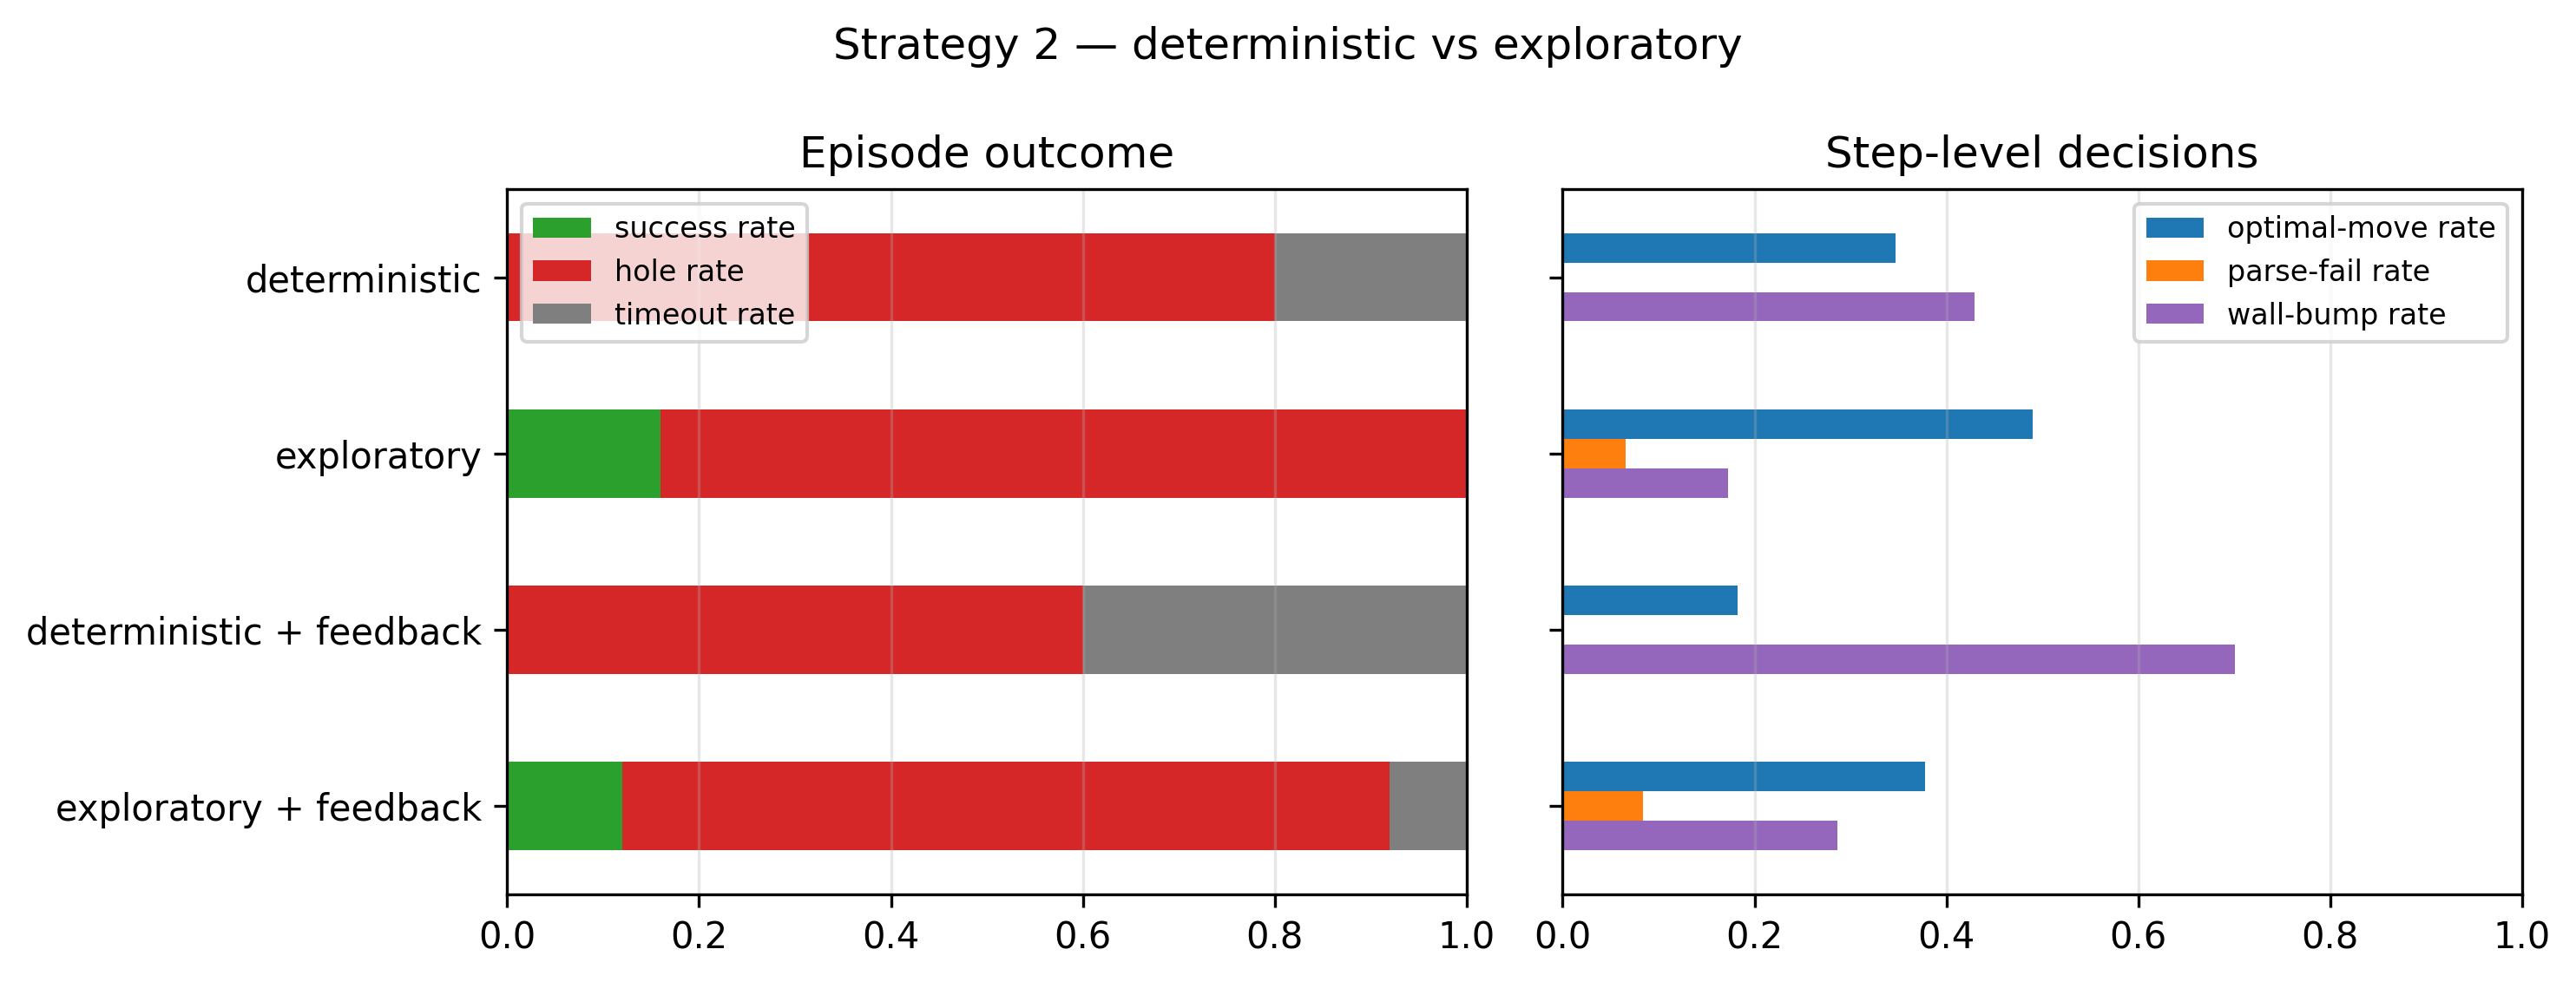 Strategy 2 — deterministic vs exploratory
Episode outcome
success rate
hole rate
timeout rate
deterministic
exploratory
deterministic + feedback
exploratory + feedback
0.0 0.2 0.4 0.6 0.8 1.0
Step-level decisions
optimal-move rate
parse-fail rate
wall-bump rate
0.0 0.2 0.4 0.6 0.8 1.0